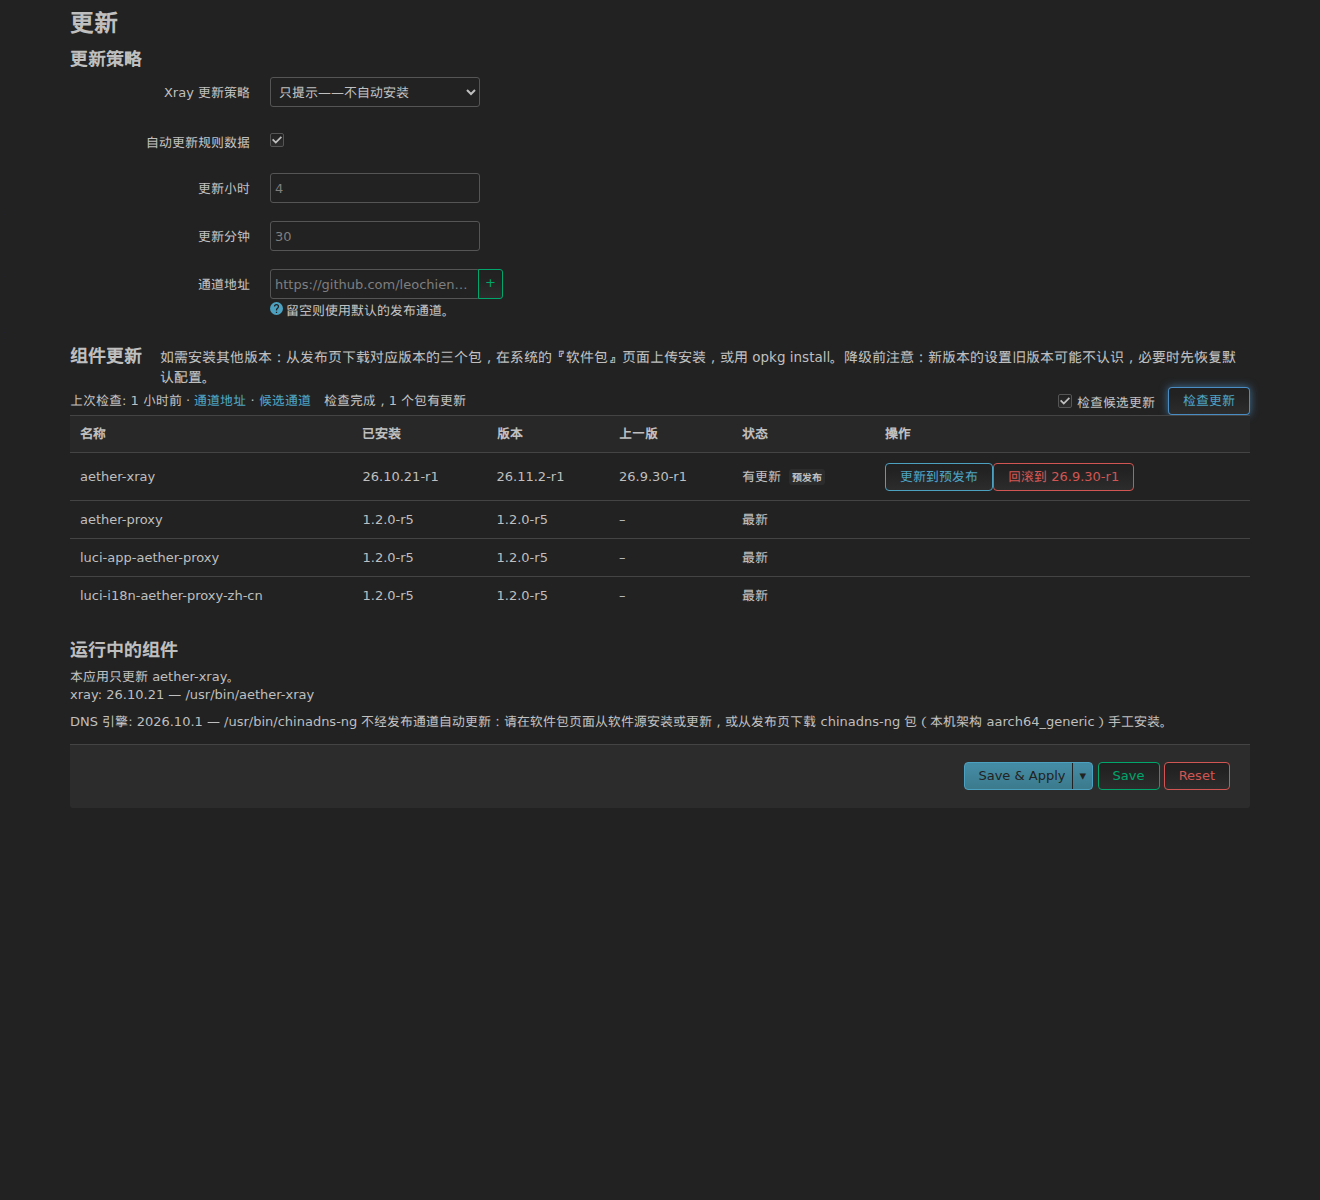 更新
更新策略
Xray 更新策略 只提示——不自动安装
自动更新规则数据
更新小时 4
更新分钟 30
通道地址 https://github.com/leochien... +
? 留空则使用默认的发布通道。
组件更新 如需安装其他版本：从发布页下载对应版本的三个包，在系统的『软件包』页面上传安装，或用 opkg install。降级前注意：新版本的设置旧版本可能不认识，必要时先恢复默
认配置。
上次检查: 1 小时前 · 通道地址 · 候选通道 检查完成，1 个包有更新 检查候选更新 检查更新
名称 已安装 版本 上一版 状态 操作
aether-xray 26.10.21-r1 26.11.2-r1 26.9.30-r1 有更新 预发布 更新到预发布 回滚到 26.9.30-r1
aether-proxy 1.2.0-r5 1.2.0-r5 – 最新
luci-app-aether-proxy 1.2.0-r5 1.2.0-r5 – 最新
luci-i18n-aether-proxy-zh-cn 1.2.0-r5 1.2.0-r5 – 最新
运行中的组件
本应用只更新 aether-xray。
xray: 26.10.21 — /usr/bin/aether-xray
DNS 引擎: 2026.10.1 — /usr/bin/chinadns-ng 不经发布通道自动更新：请在软件包页面从软件源安装或更新，或从发布页下载 chinadns-ng 包（本机架构 aarch64_generic）手工安装。
Save & Apply ▾ Save Reset